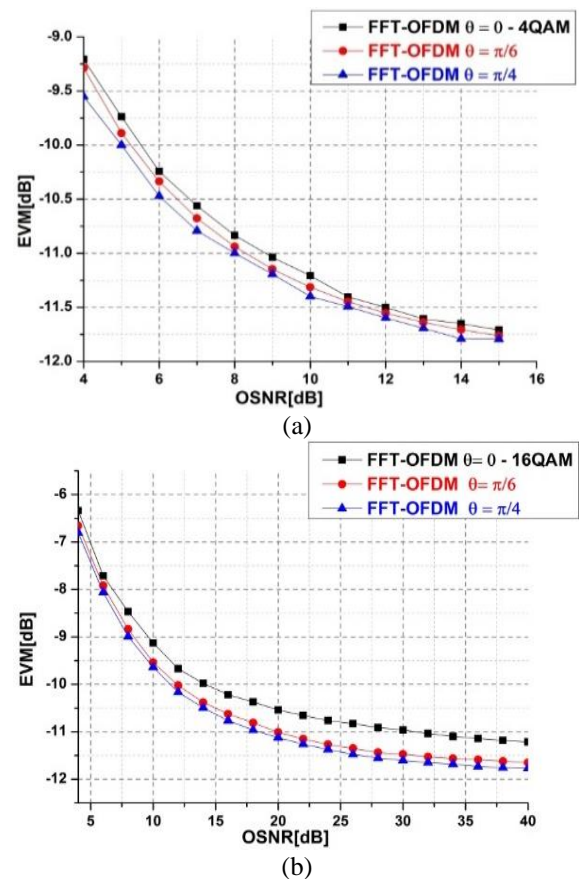 FFT-OFDM θ = 0 - 4QAM
FFT-OFDM θ = π/6
FFT-OFDM θ = π/4
-9.0
-9.5
-10.0
-10.5
-11.0
-11.5
-12.0
EVM[dB]
4 6 8 10 12 14 16
OSNR[dB]
(a)
FFT-OFDM θ= 0 - 16QAM
FFT-OFDM θ= π/6
FFT-OFDM θ = π/4
-6
-7
-8
-9
-10
-11
-12
EVM[dB]
5 10 15 20 25 30 35 40
OSNR[dB]
(b)